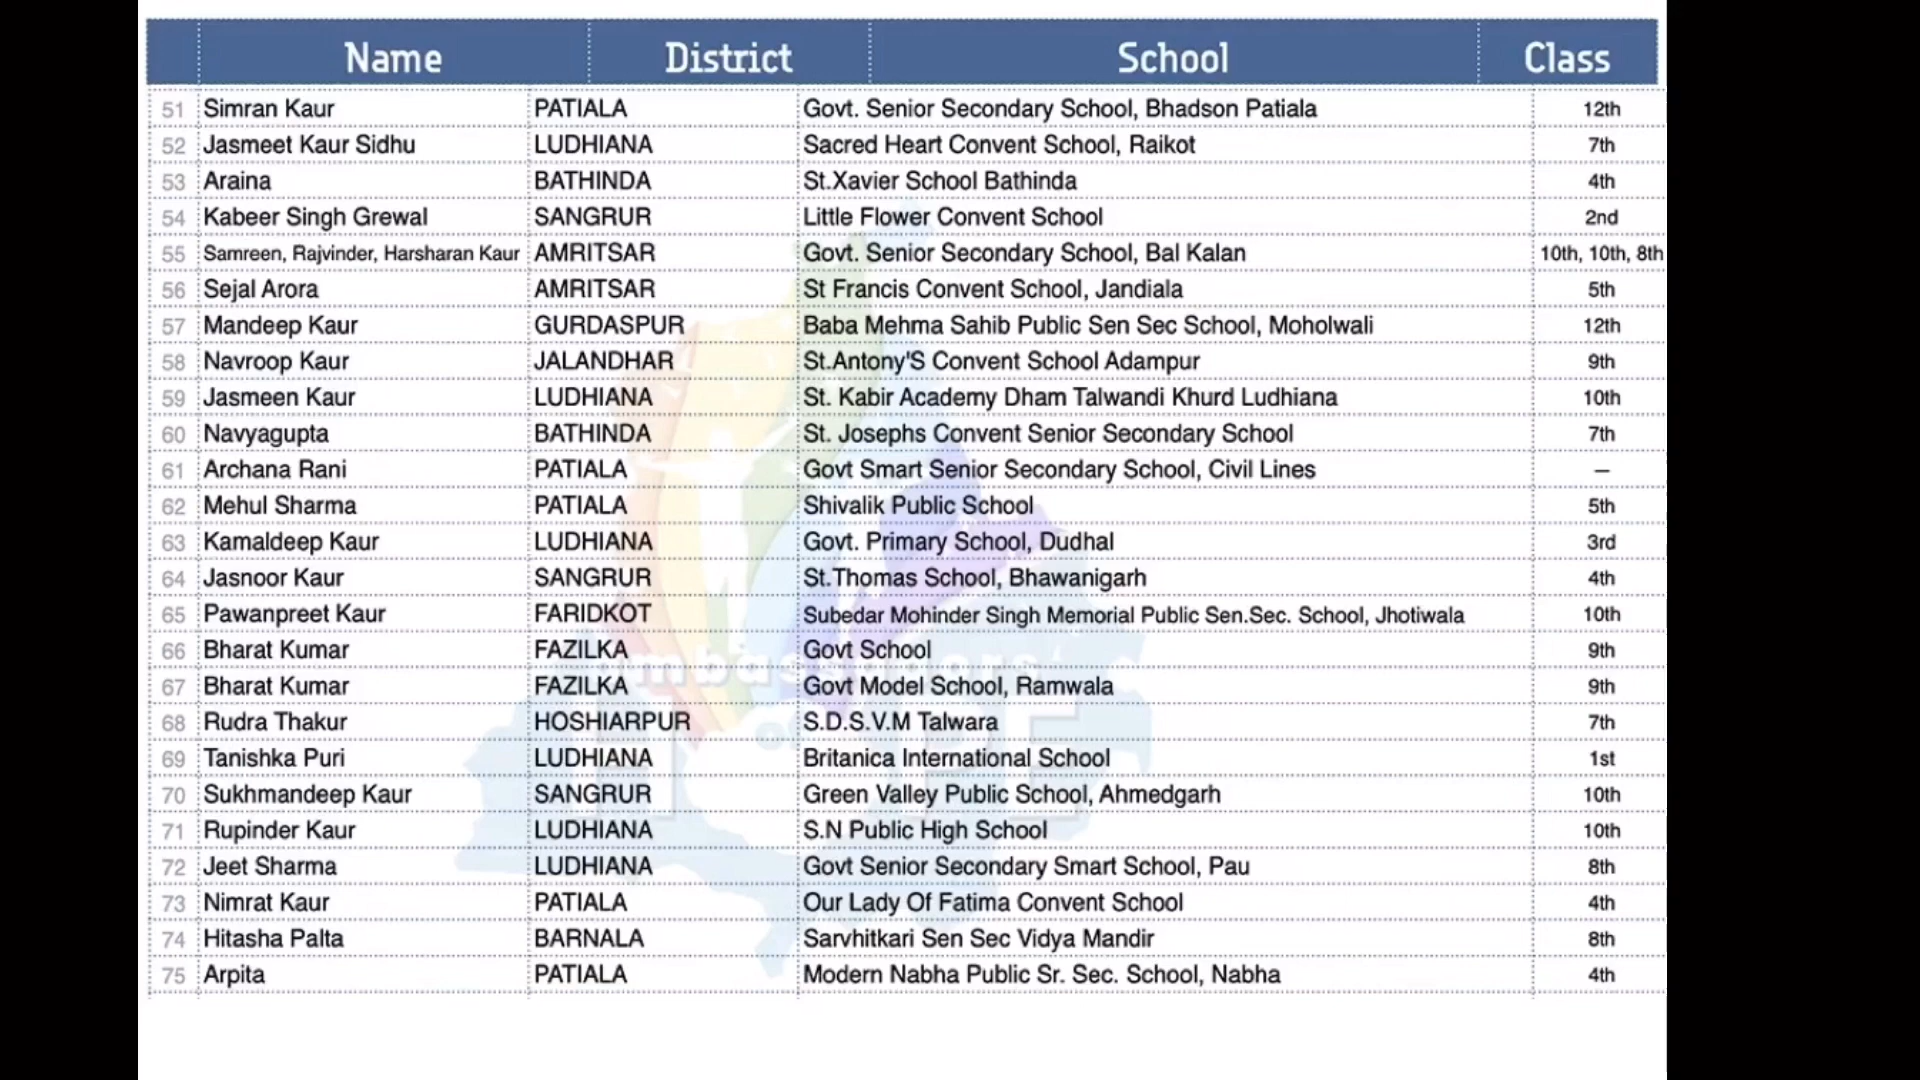 Name District School Class
51 Simran Kaur PATIALA Govt. Senior Secondary School, Bhadson Patiala 12th
52 Jasmeet Kaur Sidhu LUDHIANA Sacred Heart Convent School, Raikot 7th
53 Araina BATHINDA St.Xavier School Bathinda 4th
54 Kabeer Singh Grewal SANGRUR Little Flower Convent School 2nd
55 Samreen, Rajvinder, Harsharan Kaur AMRITSAR Govt. Senior Secondary School, Bal Kalan 10th, 10th, 8th
56 Sejal Arora AMRITSAR St Francis Convent School, Jandiala 5th
57 Mandeep Kaur GURDASPUR Baba Mehma Sahib Public Sen Sec School, Moholwali 12th
58 Navroop Kaur JALANDHAR St.Antony'S Convent School Adampur 9th
59 Jasmeen Kaur LUDHIANA St. Kabir Academy Dham Talwandi Khurd Ludhiana 10th
60 Navyagupta BATHINDA St. Josephs Convent Senior Secondary School 7th
61 Archana Rani PATIALA Govt Smart Senior Secondary School, Civil Lines –
62 Mehul Sharma PATIALA Shivalik Public School 5th
63 Kamaldeep Kaur LUDHIANA Govt. Primary School, Dudhal 3rd
64 Jasnoor Kaur SANGRUR St.Thomas School, Bhawanigarh 4th
65 Pawanpreet Kaur FARIDKOT Subedar Mohinder Singh Memorial Public Sen.Sec. School, Jhotiwala 10th
66 Bharat Kumar FAZILKA Govt School 9th
67 Bharat Kumar FAZILKA Govt Model School, Ramwala 9th
68 Rudra Thakur HOSHIARPUR S.D.S.V.M Talwara 7th
69 Tanishka Puri LUDHIANA Britanica International School 1st
70 Sukhmandeep Kaur SANGRUR Green Valley Public School, Ahmedgarh 10th
71 Rupinder Kaur LUDHIANA S.N Public High School 10th
72 Jeet Sharma LUDHIANA Govt Senior Secondary Smart School, Pau 8th
73 Nimrat Kaur PATIALA Our Lady Of Fatima Convent School 4th
74 Hitasha Palta BARNALA Sarvhitkari Sen Sec Vidya Mandir 8th
75 Arpita PATIALA Modern Nabha Public Sr. Sec. School, Nabha 4th